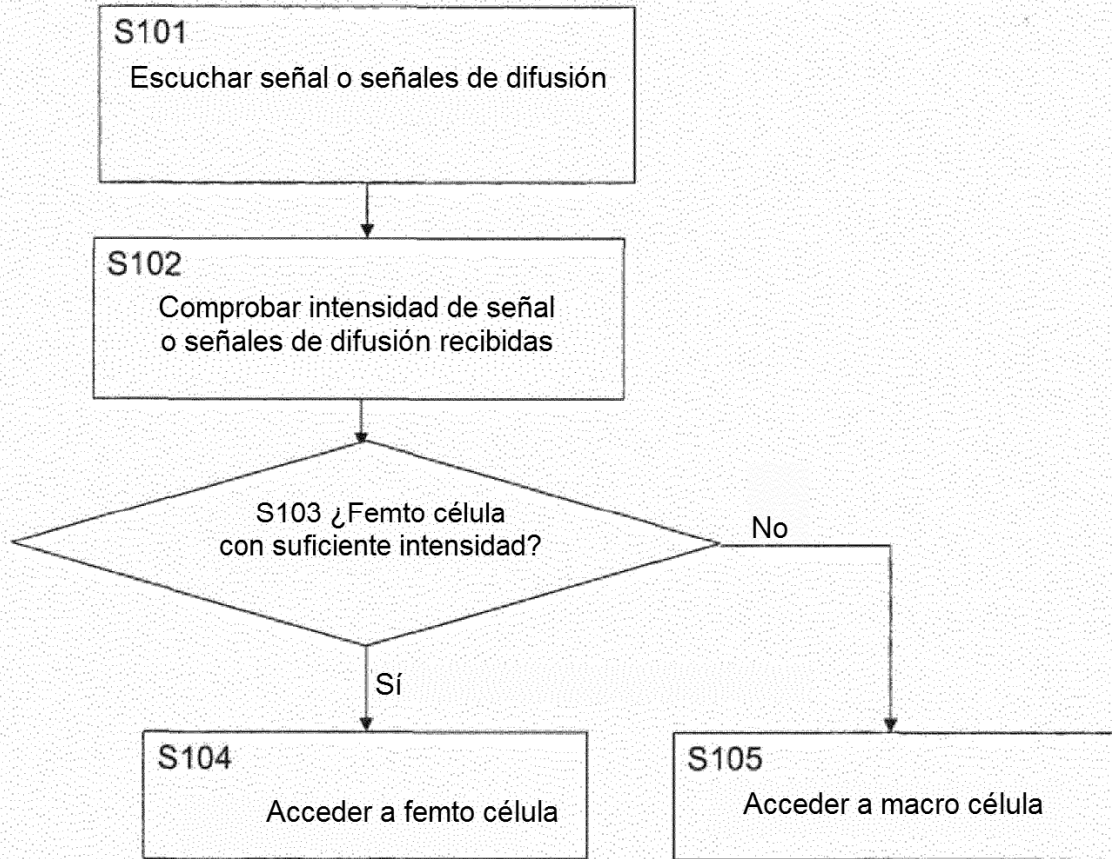 S101
Escuchar señal o señales de difusión
S102
Comprobar intensidad de señal
o señales de difusión recibidas
S103 ¿Femto célula
con suficiente intensidad?
No
Sí
S104
Acceder a femto célula
S105
Acceder a macro célula